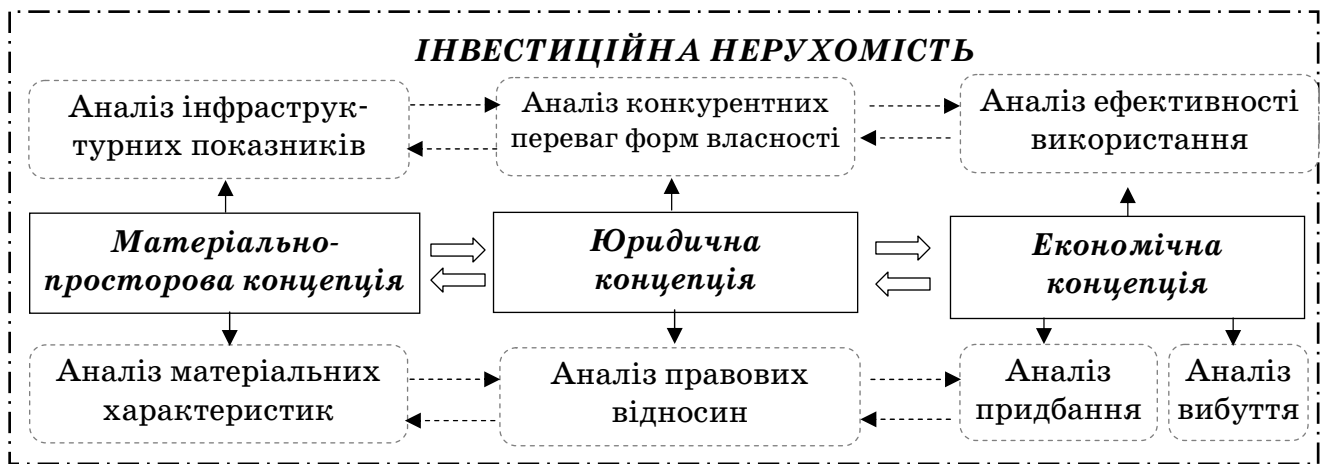 ІНВЕСТИЦІЙНА НЕРУХОМІСТЬ
Аналіз інфраструк-
турних показників
Аналіз конкурентних
переваг форм власності
Аналіз ефективності
використання
Матеріально-
просторова концепція
Юридична
концепція
Економічна
концепція
Аналіз матеріальних
характеристик
Аналіз правових
відносин
Аналіз
придбання
Аналіз
вибуття